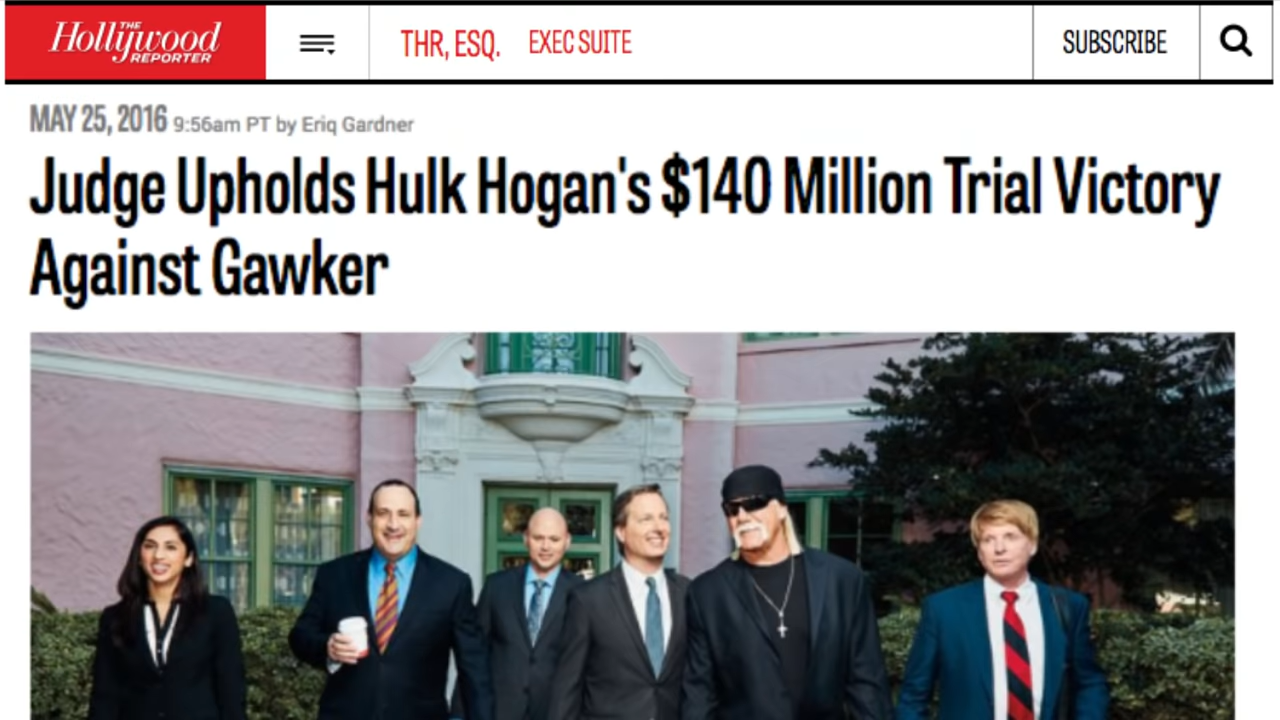 THE
Hollywood
REPORTER
THR, ESQ. EXEC SUITE SUBSCRIBE
MAY 25, 2016 9:56am PT by Eriq Gardner
Judge Upholds Hulk Hogan's $140 Million Trial Victory
Against Gawker